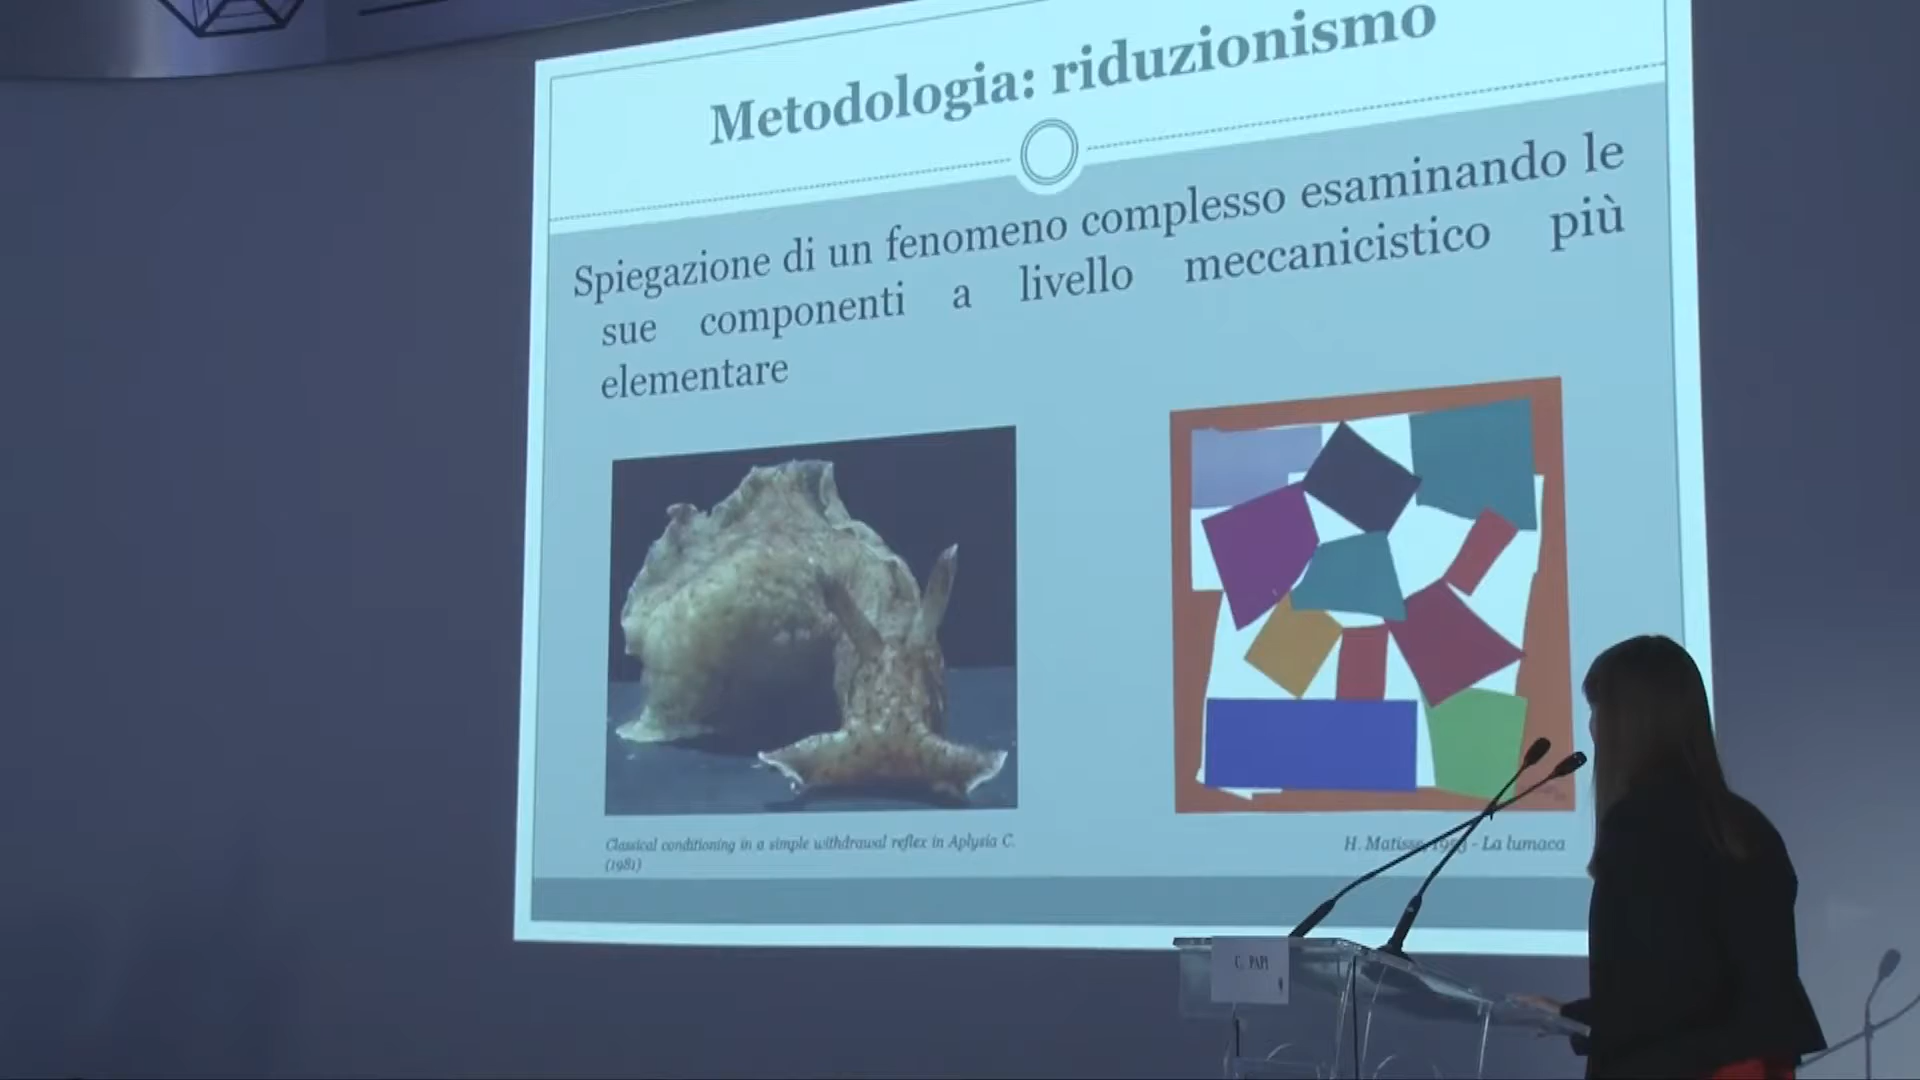 Metodologia: riduzionismo
Spiegazione di un fenomeno complesso esaminando le
sue componenti a livello meccanicistico più
elementare
Classical conditioning in a simple withdrawal reflex in Aplysia C.
(1981)
H. Matisse, 1953 - La lumaca
C. PAPI